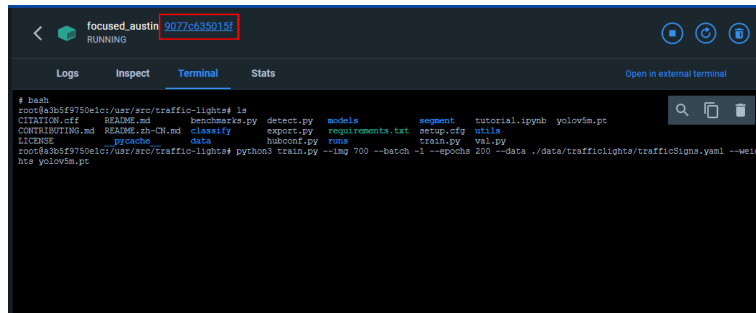 focused_austin 9077c635015f
RUNNING
Logs Inspect Terminal Stats Open in external terminal
# bash
root@a3b5f9750e1c:/usr/src/traffic-lights# ls
CITATION.cff README.md benchmarks.py detect.py models segment tutorial.ipynb yolov5m.pt
CONTRIBUTING.md README.zh-CN.md classify export.py requirements.txt setup.cfg utils
LICENSE __pycache__ data hubconf.py runs train.py val.py
root@a3b5f9750e1c:/usr/src/traffic-lights# python3 train.py --img 700 --batch -1 --epochs 200 --data ./data/trafficlights/trafficSigns.yaml --weig
hts yolov5m.pt